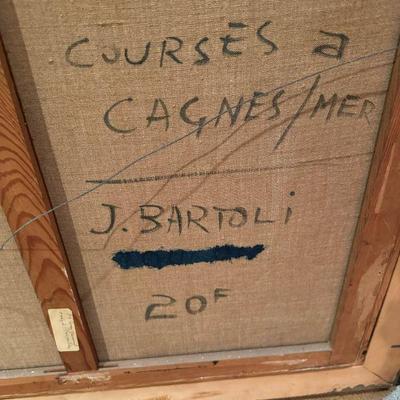 COURSES a
CAGNES/MER
J. BARTOLI
20F